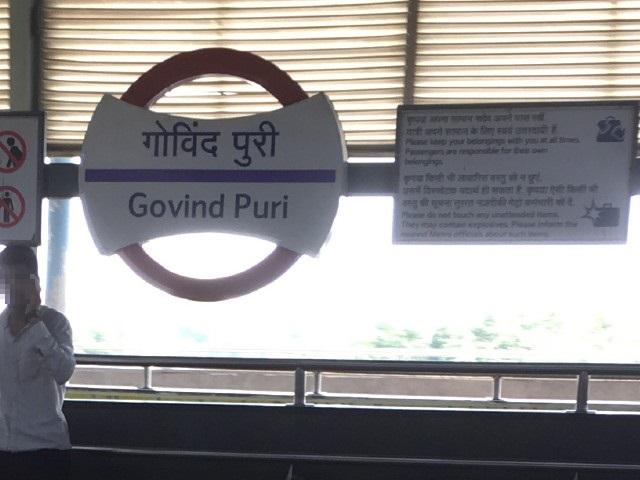 गोविंद पुरी
Govind Puri
कृपया अपना सामान सदैव अपने पास रखें,
यात्री अपने सामान के लिए स्वयं उत्तरदायी हैं
Please keep your belongings with you at all times.
Passengers are responsible for their own
belongings.
कृपया किसी भी लावारिस वस्तु को न छुएं,
उसमें विस्फोटक पदार्थ हो सकता है, कृपया ऐसी किसी भी
वस्तु की सूचना तुरन्त नज़दीकी मेट्रो कर्मचारी को दें.
Please do not touch any unattended items.
They may contain explosives. Please inform the
nearest Metro officials about such items.